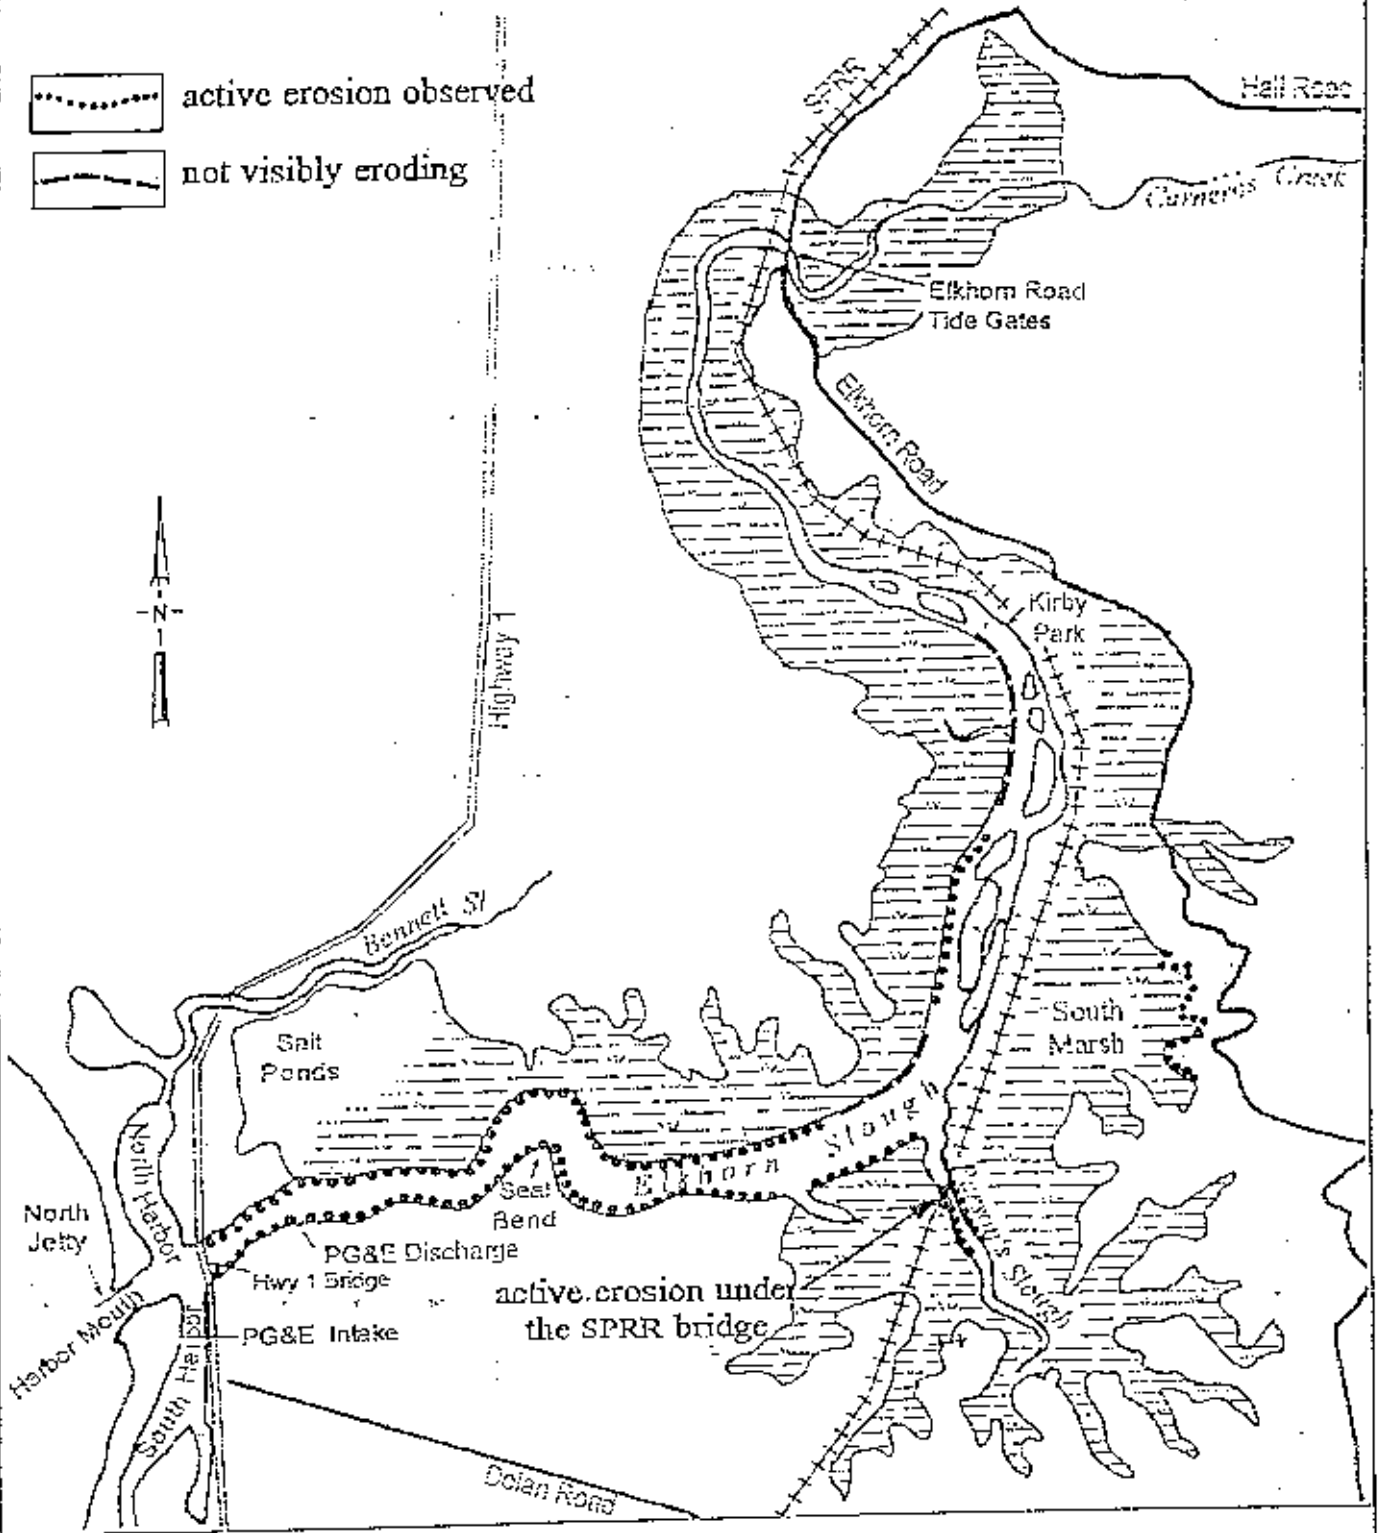 active erosion observed
not visibly eroding
SPRR
Hall Road
Carneros Creek
Elkhorn Road
Tide Gates
Elkhorn Road
N
Kirby
Park
Highway 1
Bennett Sl
Salt
Ponds
South
Marsh
North Harbor
Elkhorn Slough
Seal
Bend
North
Jetty
PG&E Discharge
Hwy 1 Bridge
active erosion under
the SPRR bridge
Harbor Mouth
PG&E Intake
South Harbor
Slough
Dolan Road